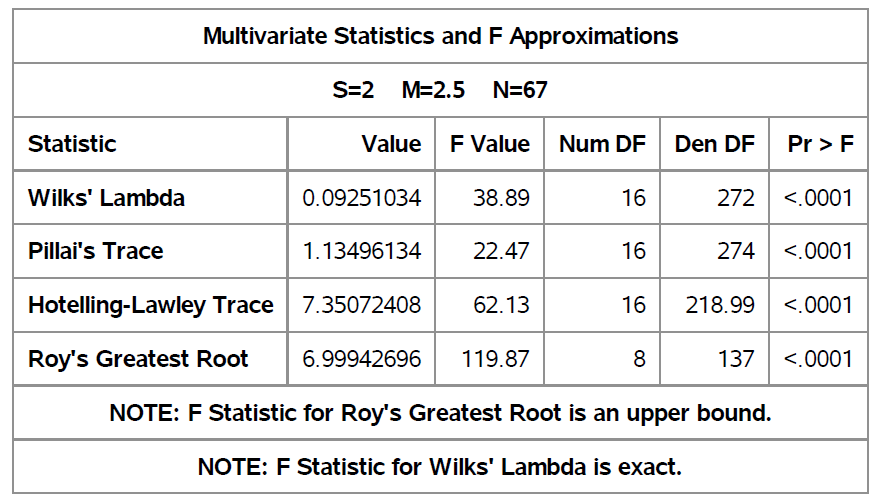 Multivariate Statistics and F Approximations
S=2 M=2.5 N=67
Statistic Value F Value Num DF Den DF Pr > F
Wilks' Lambda 0.09251034 38.89 16 272 <.0001
Pillai's Trace 1.13496134 22.47 16 274 <.0001
Hotelling-Lawley Trace 7.35072408 62.13 16 218.99 <.0001
Roy's Greatest Root 6.99942696 119.87 8 137 <.0001
NOTE: F Statistic for Roy's Greatest Root is an upper bound.
NOTE: F Statistic for Wilks' Lambda is exact.